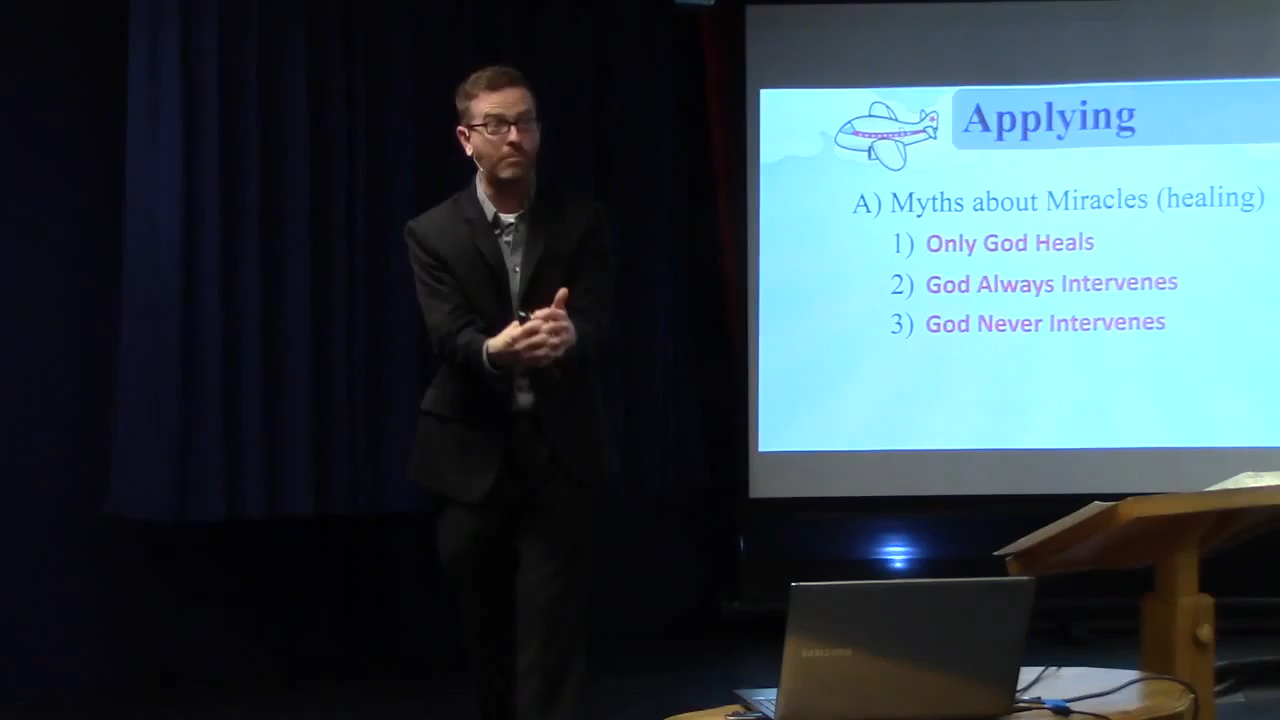 Applying
A) Myths about Miracles (healing)
1) Only God Heals
2) God Always Intervenes
3) God Never Intervenes
SAMSUNG